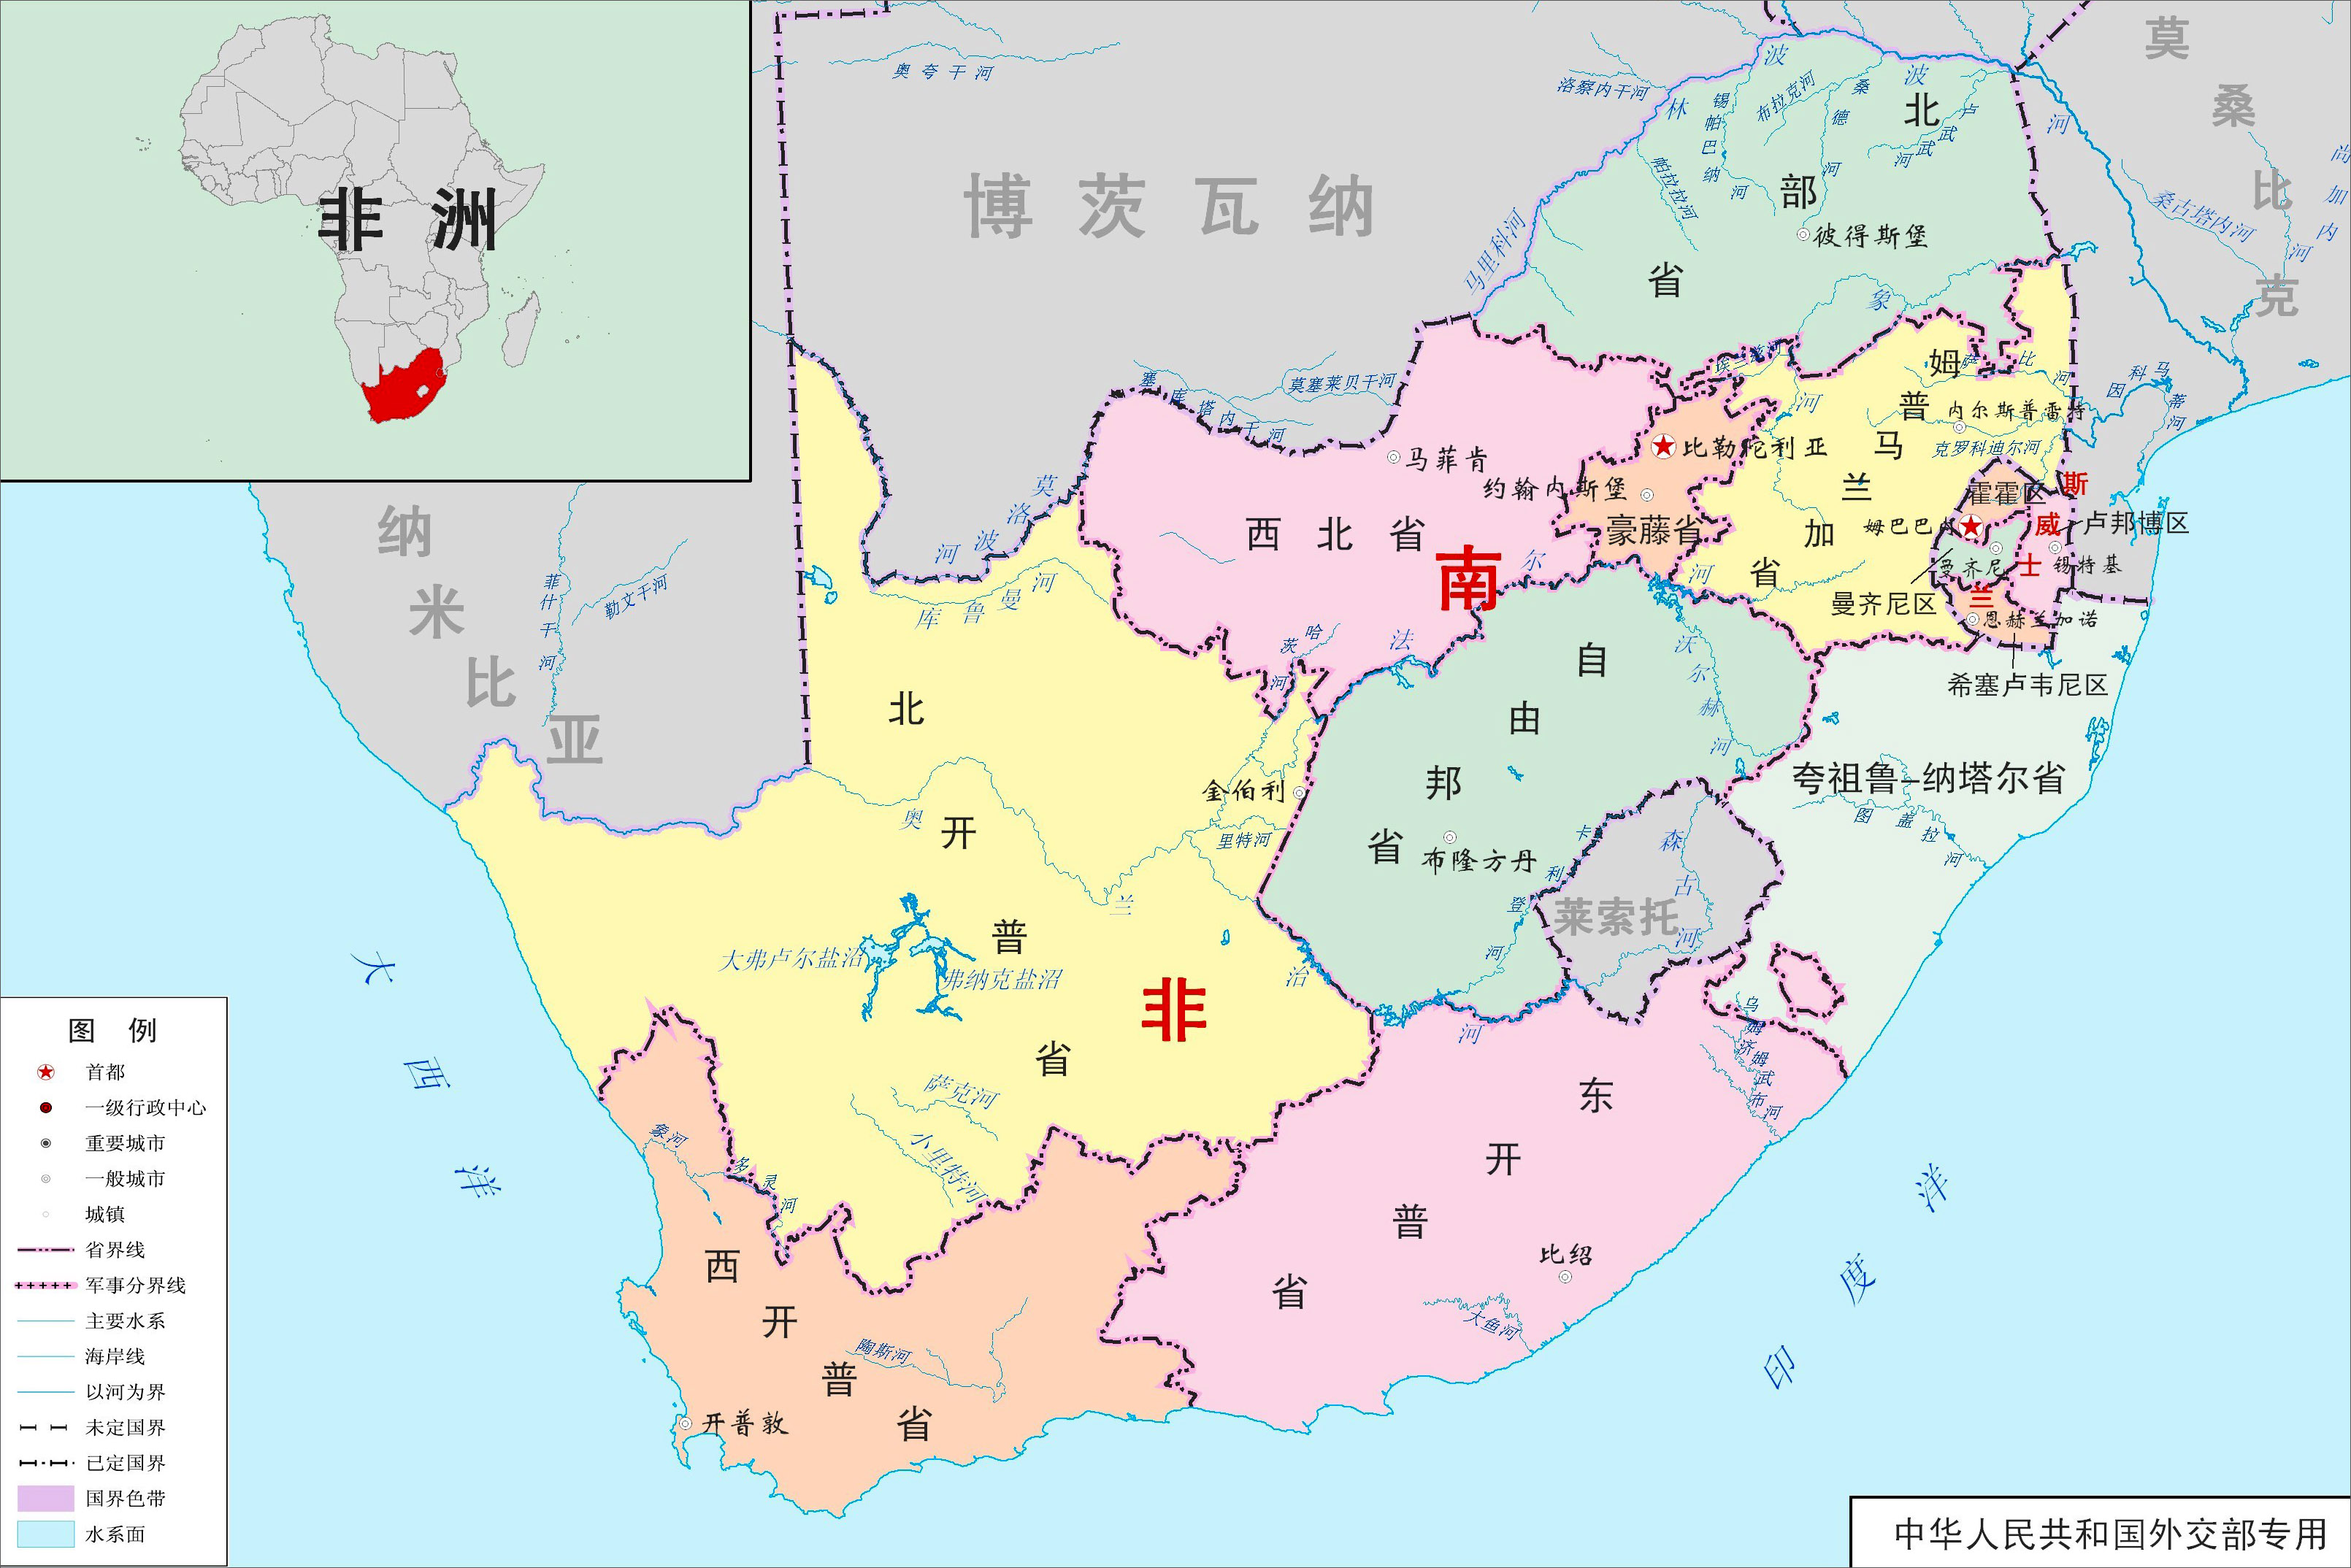 非洲
博茨瓦纳
莫桑比克
纳米比亚
莱索托
南非
斯威士兰
北部省
西北省
豪藤省
姆普马兰加省
自由邦省
夸祖鲁-纳塔尔省
北开普省
西开普省
东开普省
霍霍区
卢邦博区
曼齐尼区
希塞卢韦尼区
彼得斯堡
马菲肯
比勒陀利亚
约翰内斯堡
内尔斯普雷特
姆巴巴内
曼齐尼
锡特基
恩赫兰加诺
金伯利
布隆方丹
比绍
开普敦
奥夸干河
洛察内干河
林波波河
锡帕巴纳河
布拉克河
桑德河
卢武武河
帕拉拉河
马里科河
象河
埃兰茨河
萨比河
克罗科迪尔河
科马蒂河
桑古塔内河
尚加内河
塞库塔内干河
莫塞莱贝干河
莫洛波河
库鲁曼河
菲什干河
勒文干河
哈茨河
法尔河
沃尔赫河
里特河
奥兰治河
卡利登河
森古河
图盖拉河
大弗卢尔盐沼
弗纳克盐沼
萨克河
小里特河
象河
多灵河
陶斯河
大鱼河
乌姆济姆武布河
大西洋
印度洋
图 例
首都
一级行政中心
重要城市
一般城市
城镇
省界线
军事分界线
主要水系
海岸线
以河为界
未定国界
已定国界
国界色带
水系面
中华人民共和国外交部专用